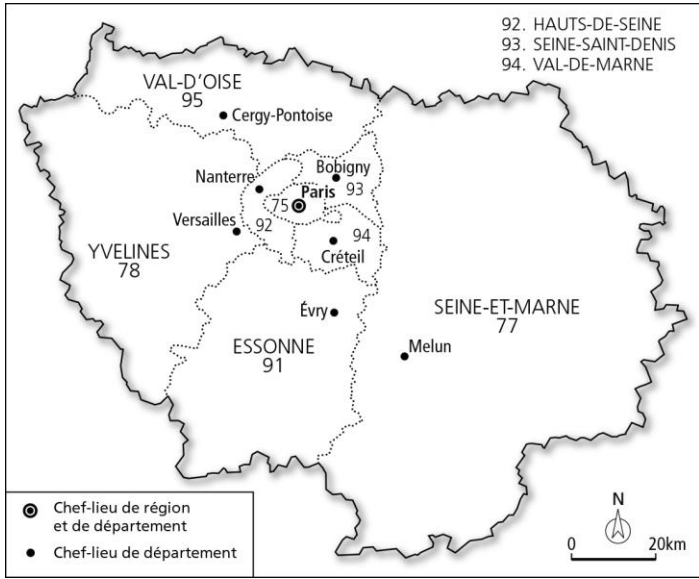 92. HAUTS-DE-SEINE
93. SEINE-SAINT-DENIS
94. VAL-DE-MARNE
VAL-D'OISE
95
Cergy-Pontoise
Nanterre
Bobigny
93
Paris
75
Versailles
92
94
Créteil
YVELINES
78
Évry
ESSONNE
91
SEINE-ET-MARNE
77
Melun
Chef-lieu de région
et de département
Chef-lieu de département
N
0 20km